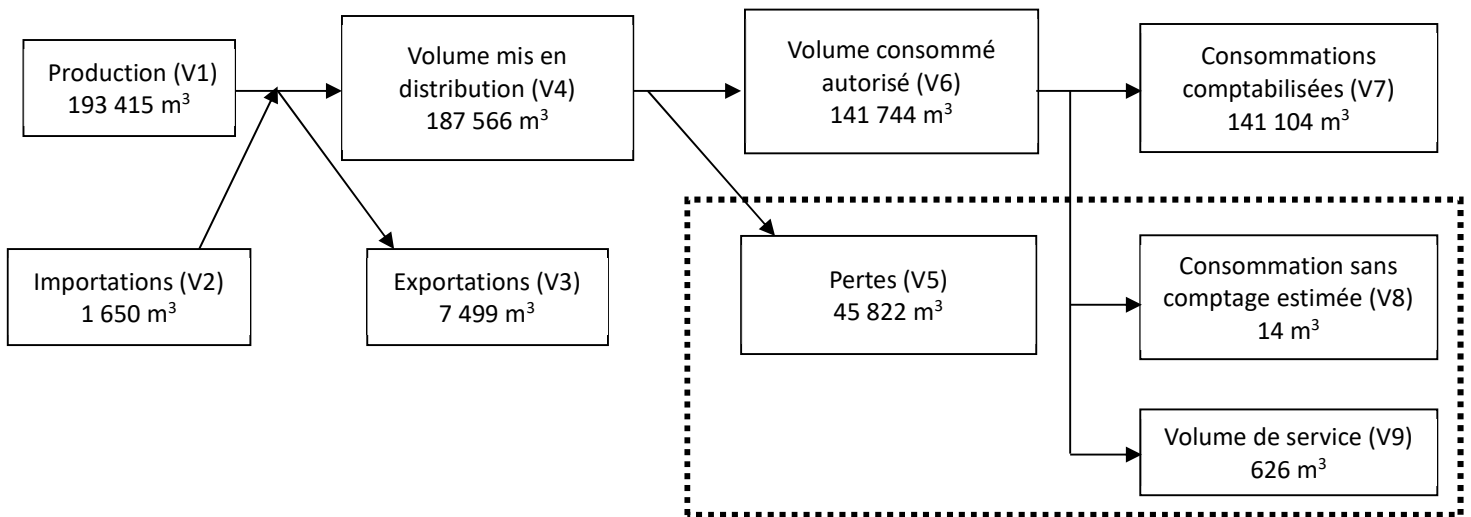 Production (V1)
193 415 m³
Volume mis en
distribution (V4)
187 566 m³
Volume consommé
autorisé (V6)
141 744 m³
Consommations
comptabilisées (V7)
141 104 m³
Importations (V2)
1 650 m³
Exportations (V3)
7 499 m³
Pertes (V5)
45 822 m³
Consommation sans
comptage estimée (V8)
14 m³
Volume de service (V9)
626 m³